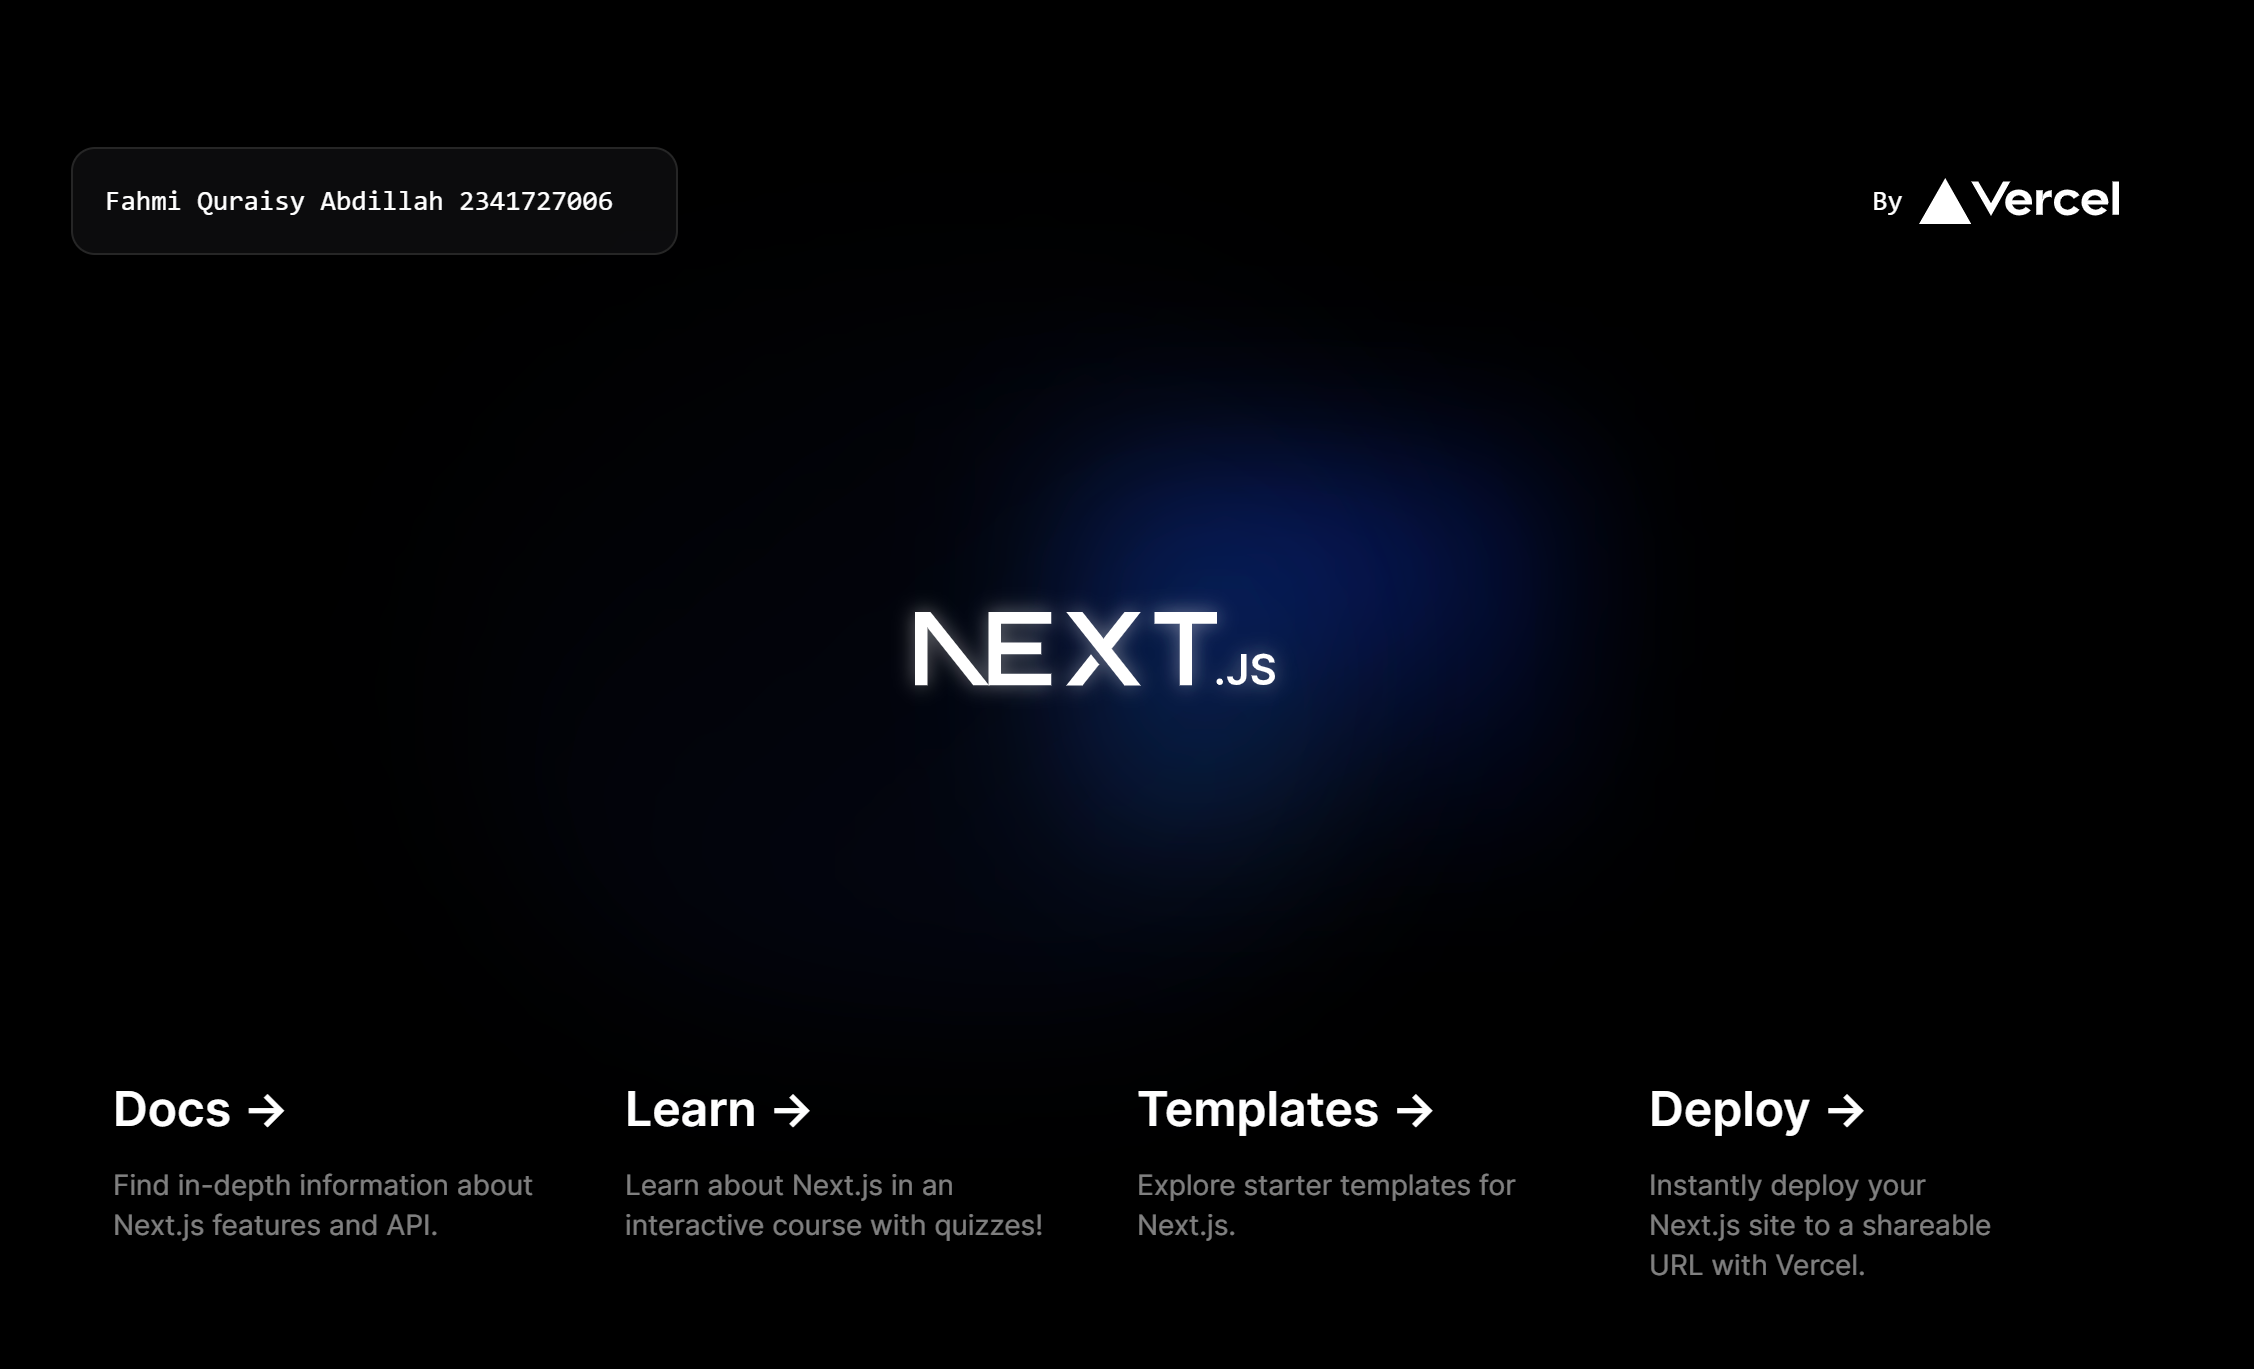 Fahmi Quraisy Abdillah 2341727006
By Vercel
NEXT.JS
Docs →
Find in-depth information about
Next.js features and API.
Learn →
Learn about Next.js in an
interactive course with quizzes!
Templates →
Explore starter templates for
Next.js.
Deploy →
Instantly deploy your
Next.js site to a shareable
URL with Vercel.